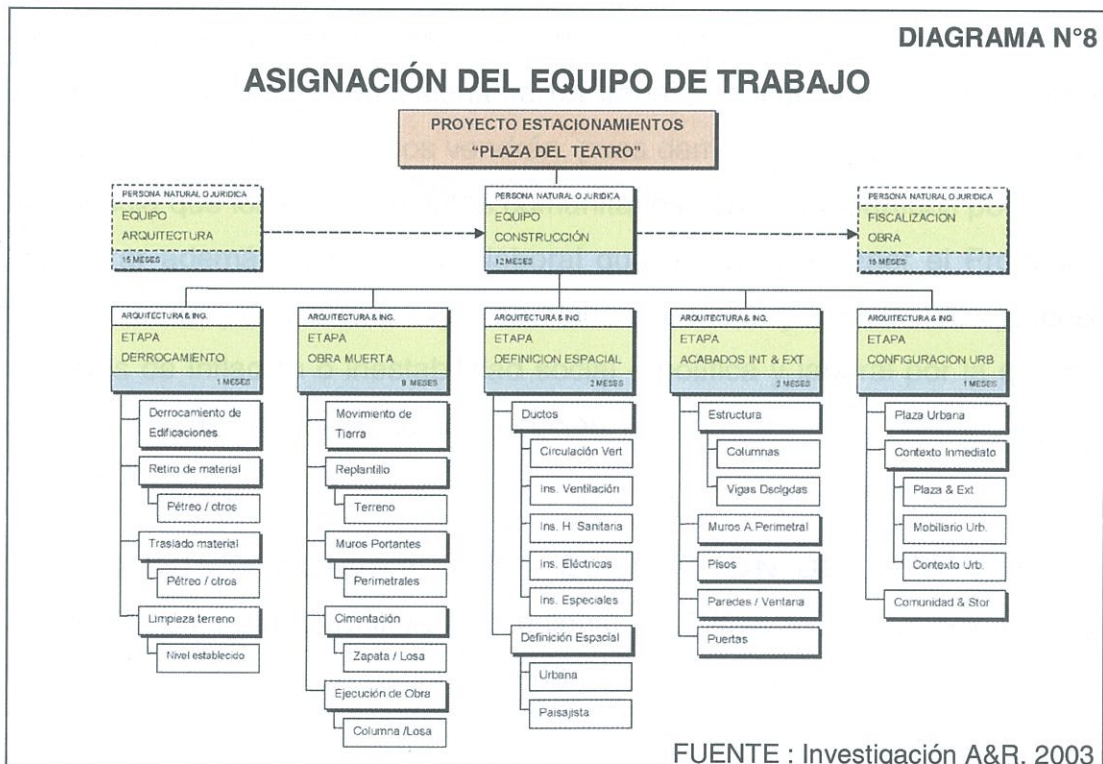 DIAGRAMA N°8
ASIGNACIÓN DEL EQUIPO DE TRABAJO
PROYECTO ESTACIONAMIENTOS
“PLAZA DEL TEATRO”
PERSONA NATURAL O JURIDICA
EQUIPO
ARQUITECTURA
15 MESES
PERSONA NATURAL O JURIDICA
EQUIPO
CONSTRUCCIÓN
12 MESES
PERSONA NATURAL O JURIDICA
FISCALIZACION
OBRA
MESES
ARQUITECTURA & ING.
ETAPA
DERROCAMIENTO
1 MESES
Derrocamiento de
Edificaciones
Retiro de material
Pétreo / otros
Traslado material
Pétreo / otros
Limpieza terreno
Nivel establecido
ARQUITECTURA & ING.
ETAPA
OBRA MUERTA
MESES
Movimiento de
Tierra
Replantillo
Terreno
Muros Portantes
Perimetrales
Cimentación
Zapata / Losa
Ejecución de Obra
Columna /Losa
ARQUITECTURA & ING.
ETAPA
DEFINICION ESPACIAL
2 MESES
Ductos
Circulación Vert
Ins. Ventilación
Ins. H. Sanitaria
Ins. Eléctricas
Ins. Especiales
Definición Espacial
Urbana
Paisajista
ARQUITECTURA & ING.
ETAPA
ACABADOS INT & EXT
MESES
Estructura
Columnas
Vigas Dsclgdas
Muros A.Perimetral
Pisos
Paredes / Ventana
Puertas
ARQUITECTURA & ING.
ETAPA
CONFIGURACION URB
1 MESES
Plaza Urbana
Contexto Inmediato
Plaza & Ext
Mobiliario Urb.
Contexto Urb.
Comunidad & Stor
FUENTE : Investigación A&R, 2003